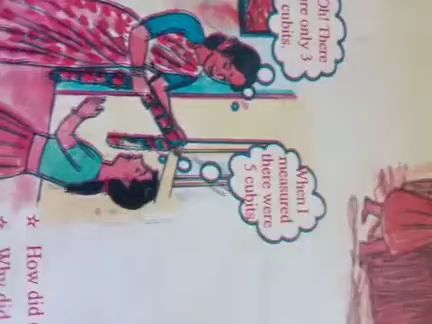 Oh! There
are only 3
cubits.
When I
measured
there were
5 cubits
☆ How did
☆ Why did